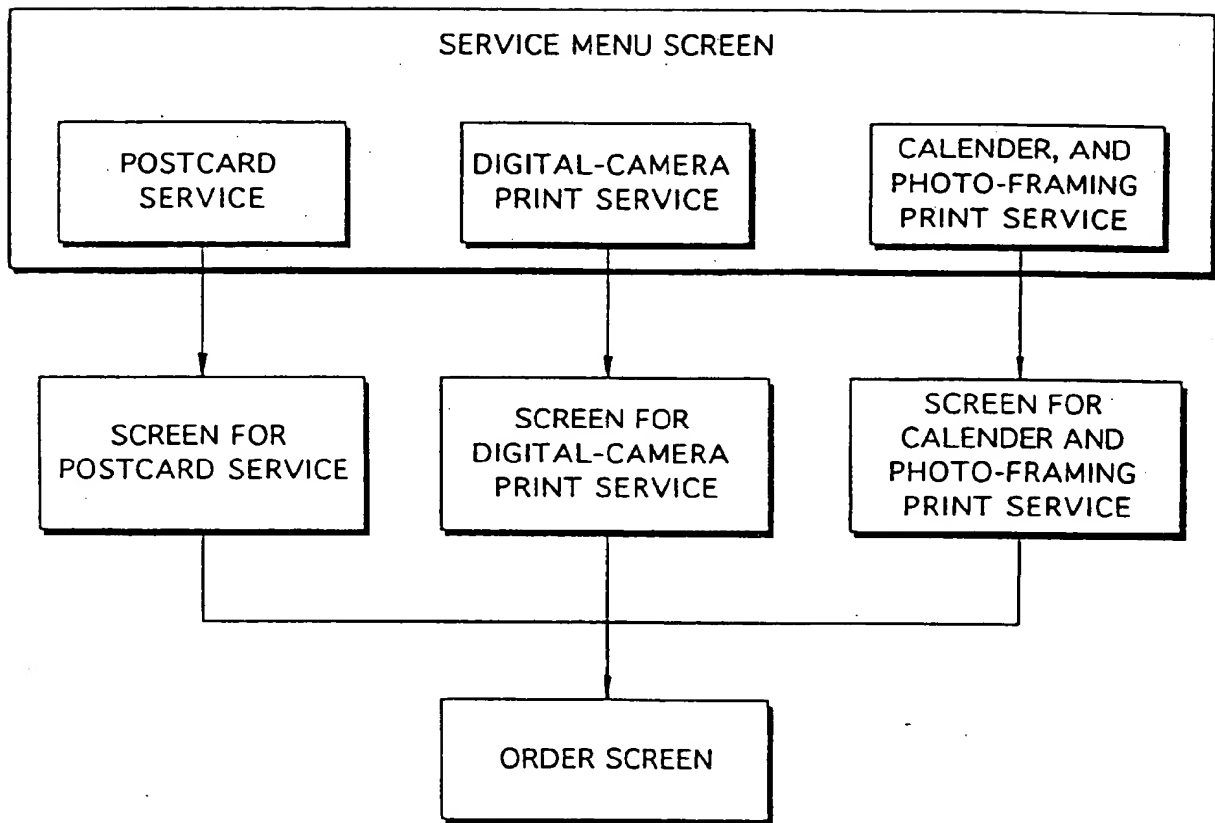 SERVICE MENU SCREEN
POSTCARD
SERVICE
DIGITAL-CAMERA
PRINT SERVICE
CALENDER, AND
PHOTO-FRAMING
PRINT SERVICE
SCREEN FOR
POSTCARD SERVICE
SCREEN FOR
DIGITAL-CAMERA
PRINT SERVICE
SCREEN FOR
CALENDER AND
PHOTO-FRAMING
PRINT SERVICE
ORDER SCREEN